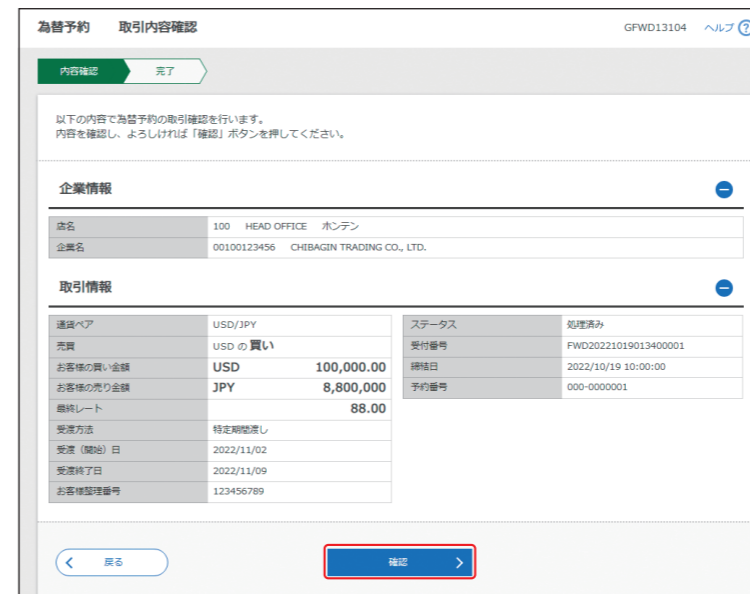 為替予約 取引内容確認 GFWD13104 ヘルプ ?
内容確認 完了
以下の内容で為替予約の取引確認を行います。
内容を確認し、よろしければ「確認」ボタンを押してください。
企業情報
店名 100 HEAD OFFICE ホンテン
企業名 00100123456 CHIBAGIN TRADING CO., LTD.
取引情報
通貨ペア USD/JPY ステータス 処理済み
売買 USD の 買い 受付番号 FWD20221019013400001
お客様の買い金額 USD 100,000.00 締結日 2022/10/19 10:00:00
お客様の売り金額 JPY 8,800,000 予約番号 000-0000001
最終レート 88.00
受渡方法 特定期間渡し
受渡（開始）日 2022/11/02
受渡終了日 2022/11/09
お客様整理番号 123456789
戻る 確認